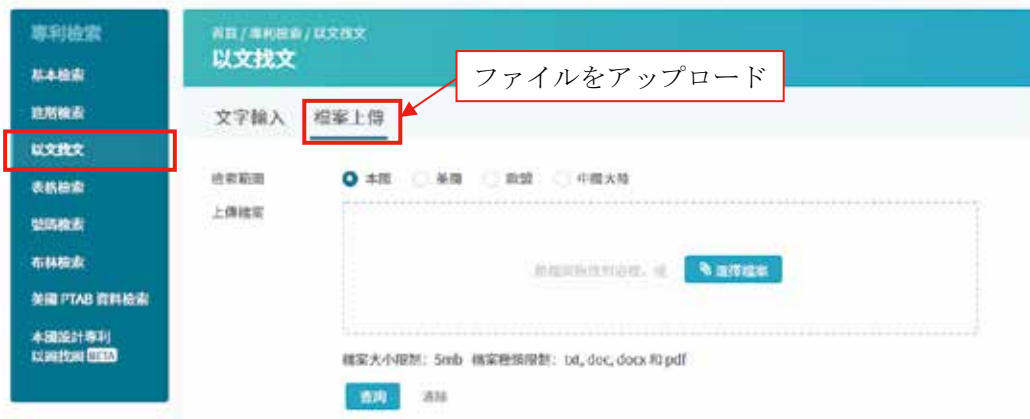 專利檢索
基本檢索
進階檢索
以文找文
表格檢索
號碼檢索
布林檢索
美國 PTAB 資料檢索
本國設計專利
以圖找圖 BETA
首頁 / 專利檢索 / 以文找文
以文找文
ファイルをアップロード
文字輸入 檔案上傳
檢索範圍 本國 美國 歐盟 中國大陸
上傳檔案
選擇檔案
檔案大小限制：5mb 檔案種類限制：txt, doc, docx 和 pdf
查詢 清除